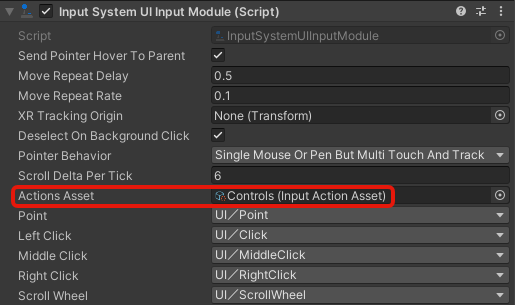 Input System UI Input Module (Script)
Script InputSystemUIInputModule
Send Pointer Hover To Parent
Move Repeat Delay 0.5
Move Repeat Rate 0.1
XR Tracking Origin None (Transform)
Deselect On Background Click
Pointer Behavior Single Mouse Or Pen But Multi Touch And Track
Scroll Delta Per Tick 6
Actions Asset Controls (Input Action Asset)
Point UI/Point
Left Click UI/Click
Middle Click UI/MiddleClick
Right Click UI/RightClick
Scroll Wheel UI/ScrollWheel